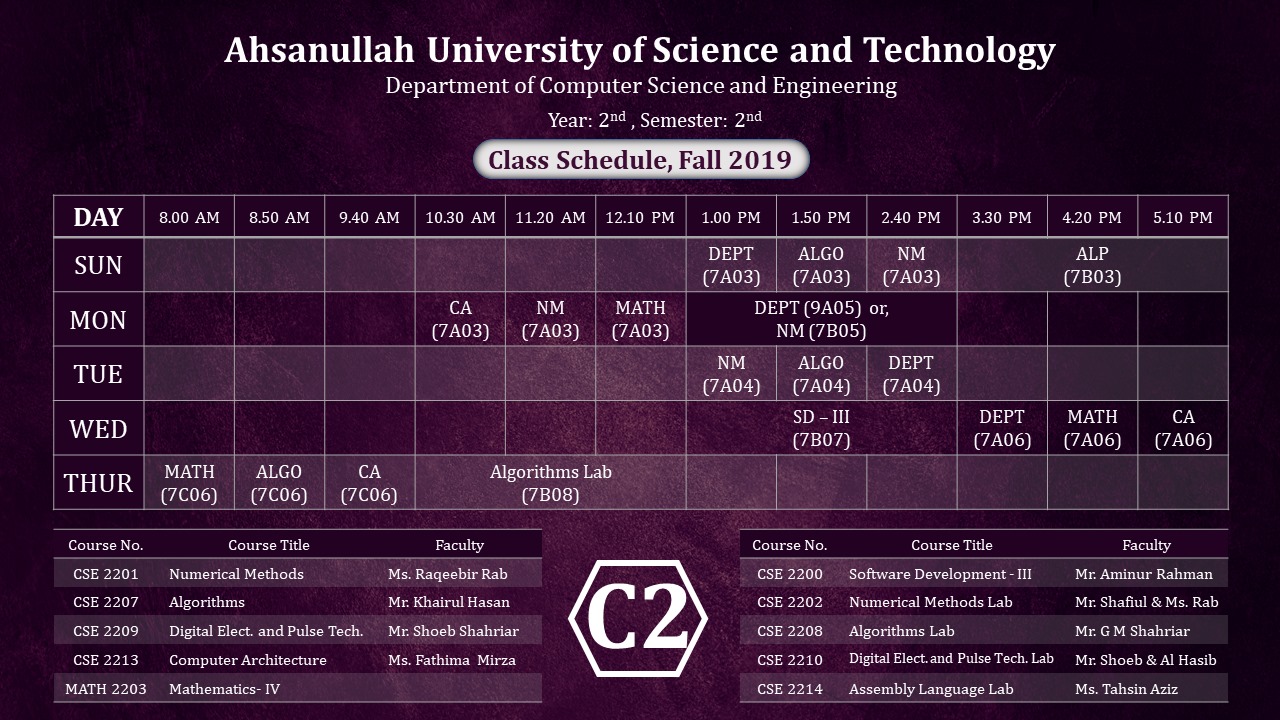 Ahsanullah University of Science and Technology
Department of Computer Science and Engineering
Year: 2nd , Semester: 2nd
Class Schedule, Fall 2019
DAY 8.00 AM 8.50 AM 9.40 AM 10.30 AM 11.20 AM 12.10 PM 1.00 PM 1.50 PM 2.40 PM 3.30 PM 4.20 PM 5.10 PM
SUN DEPT (7A03) ALGO (7A03) NM (7A03) ALP (7B03)
MON CA (7A03) NM (7A03) MATH (7A03) DEPT (9A05) or, NM (7B05)
TUE NM (7A04) ALGO (7A04) DEPT (7A04)
WED SD – III (7B07) DEPT (7A06) MATH (7A06) CA (7A06)
THUR MATH (7C06) ALGO (7C06) CA (7C06) Algorithms Lab (7B08)
Course No. Course Title Faculty
CSE 2201 Numerical Methods Ms. Raqeebir Rab
CSE 2207 Algorithms Mr. Khairul Hasan
CSE 2209 Digital Elect. and Pulse Tech. Mr. Shoeb Shahriar
CSE 2213 Computer Architecture Ms. Fathima Mirza
MATH 2203 Mathematics- IV
C2
Course No. Course Title Faculty
CSE 2200 Software Development - III Mr. Aminur Rahman
CSE 2202 Numerical Methods Lab Mr. Shafiul & Ms. Rab
CSE 2208 Algorithms Lab Mr. G M Shahriar
CSE 2210 Digital Elect. and Pulse Tech. Lab Mr. Shoeb & Al Hasib
CSE 2214 Assembly Language Lab Ms. Tahsin Aziz